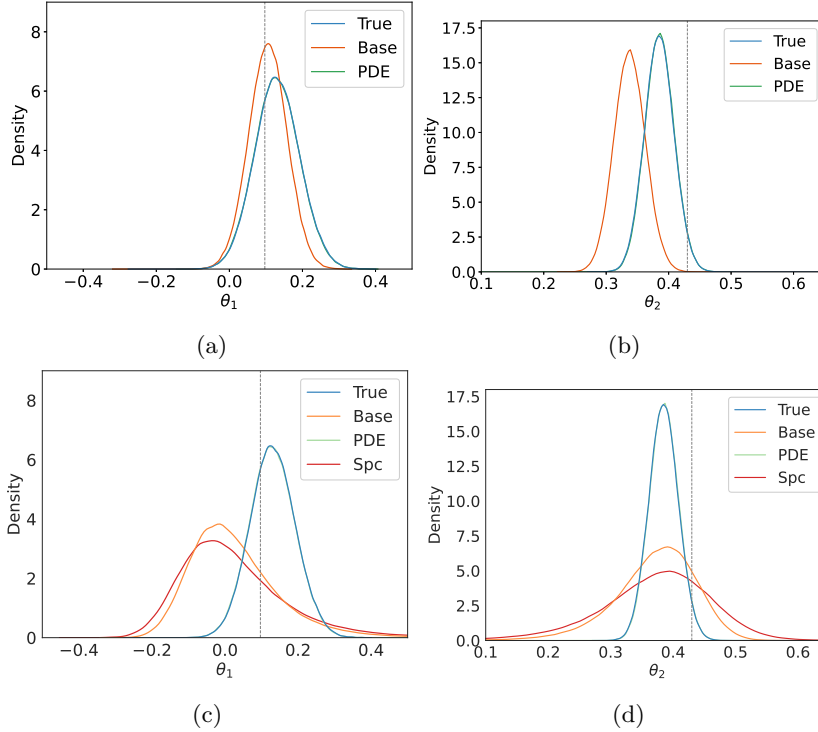 8
6
4
2
0
Density
−0.4
−0.2
0.0
0.2
0.4
θ1
True
Base
PDE
(a)
17.5
15.0
12.5
10.0
7.5
5.0
2.5
0.0
Density
0.1
0.2
0.3
0.4
0.5
0.6
θ2
True
Base
PDE
(b)
8
6
4
2
0
Density
−0.4
−0.2
0.0
0.2
0.4
θ1
True
Base
PDE
Spc
(c)
17.5
15.0
12.5
10.0
7.5
5.0
2.5
0.0
Density
0.1
0.2
0.3
0.4
0.5
0.6
θ2
True
Base
PDE
Spc
(d)